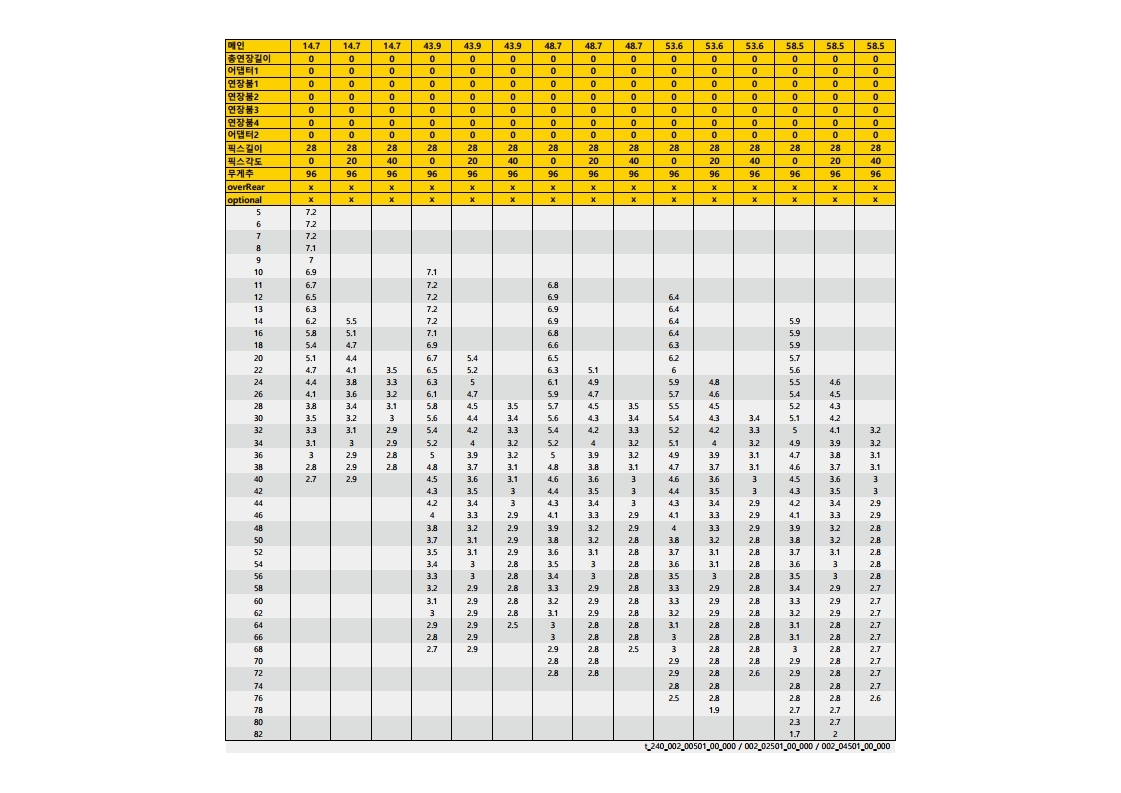 메인 14.7 14.7 14.7 43.9 43.9 43.9 48.7 48.7 48.7 53.6 53.6 53.6 58.5 58.5 58.5
총연장길이 0 0 0 0 0 0 0 0 0 0 0 0 0 0 0
어댑터1 0 0 0 0 0 0 0 0 0 0 0 0 0 0 0
연장붐1 0 0 0 0 0 0 0 0 0 0 0 0 0 0 0
연장붐2 0 0 0 0 0 0 0 0 0 0 0 0 0 0 0
연장붐3 0 0 0 0 0 0 0 0 0 0 0 0 0 0 0
연장붐4 0 0 0 0 0 0 0 0 0 0 0 0 0 0 0
어댑터2 0 0 0 0 0 0 0 0 0 0 0 0 0 0 0
픽스길이 28 28 28 28 28 28 28 28 28 28 28 28 28 28 28
픽스각도 0 20 40 0 20 40 0 20 40 0 20 40 0 20 40
무게추 96 96 96 96 96 96 96 96 96 96 96 96 96 96 96
overRear x x x x x x x x x x x x x x x
optional x x x x x x x x x x x x x x x
5 7.2
6 7.2
7 7.2
8 7.1
9 7
10 6.9 7.1
11 6.7 7.2 6.8
12 6.5 7.2 6.9 6.4
13 6.3 7.2 6.9 6.4
14 6.2 5.5 7.2 6.9 6.4 5.9
16 5.8 5.1 7.1 6.8 6.4 5.9
18 5.4 4.7 6.9 6.6 6.3 5.9
20 5.1 4.4 6.7 5.4 6.5 6.2 5.7
22 4.7 4.1 3.5 6.5 5.2 6.3 5.1 6 5.6
24 4.4 3.8 3.3 6.3 5 6.1 4.9 5.9 4.8 5.5 4.6
26 4.1 3.6 3.2 6.1 4.7 5.9 4.7 5.7 4.6 5.4 4.5
28 3.8 3.4 3.1 5.8 4.5 3.5 5.7 4.5 3.5 5.5 4.5 5.2 4.3
30 3.5 3.2 3 5.6 4.4 3.4 5.6 4.3 3.4 5.4 4.3 3.4 5.1 4.2
32 3.3 3.1 2.9 5.4 4.2 3.3 5.4 4.2 3.3 5.2 4.2 3.3 5 4.1 3.2
34 3.1 3 2.9 5.2 4 3.2 5.2 4 3.2 5.1 4 3.2 4.9 3.9 3.2
36 3 2.9 2.8 5 3.9 3.2 5 3.9 3.2 4.9 3.9 3.1 4.7 3.8 3.1
38 2.8 2.9 2.8 4.8 3.7 3.1 4.8 3.8 3.1 4.7 3.7 3.1 4.6 3.7 3.1
40 2.7 2.9 4.5 3.6 3.1 4.6 3.6 3 4.6 3.6 3 4.5 3.6 3
42 4.3 3.5 3 4.4 3.5 3 4.4 3.5 3 4.3 3.5 3
44 4.2 3.4 3 4.3 3.4 3 4.3 3.4 2.9 4.2 3.4 2.9
46 4 3.3 2.9 4.1 3.3 2.9 4.1 3.3 2.9 4.1 3.3 2.9
48 3.8 3.2 2.9 3.9 3.2 2.9 4 3.3 2.9 3.9 3.2 2.8
50 3.7 3.1 2.9 3.8 3.2 2.8 3.8 3.2 2.8 3.8 3.2 2.8
52 3.5 3.1 2.9 3.6 3.1 2.8 3.7 3.1 2.8 3.7 3.1 2.8
54 3.4 3 2.8 3.5 3 2.8 3.6 3.1 2.8 3.6 3 2.8
56 3.3 3 2.8 3.4 3 2.8 3.5 3 2.8 3.5 3 2.8
58 3.2 2.9 2.8 3.3 2.9 2.8 3.3 2.9 2.8 3.4 2.9 2.7
60 3.1 2.9 2.8 3.2 2.9 2.8 3.3 2.9 2.8 3.3 2.9 2.7
62 3 2.9 2.8 3.1 2.9 2.8 3.2 2.9 2.8 3.2 2.9 2.7
64 2.9 2.9 2.5 3 2.8 2.8 3.1 2.8 2.8 3.1 2.8 2.7
66 2.8 2.9 3 2.8 2.8 3 2.8 2.8 3.1 2.8 2.7
68 2.7 2.9 2.9 2.8 2.5 3 2.8 2.8 3 2.8 2.7
70 2.8 2.8 2.9 2.8 2.8 2.9 2.8 2.7
72 2.8 2.8 2.9 2.8 2.6 2.9 2.8 2.7
74 2.8 2.8 2.8 2.8 2.7
76 2.5 2.8 2.8 2.8 2.6
78 1.9 2.7 2.7
80 2.3 2.7
82 1.7 2
t_240_002_00501_00_000 / 002_02501_00_000 / 002_04501_00_000